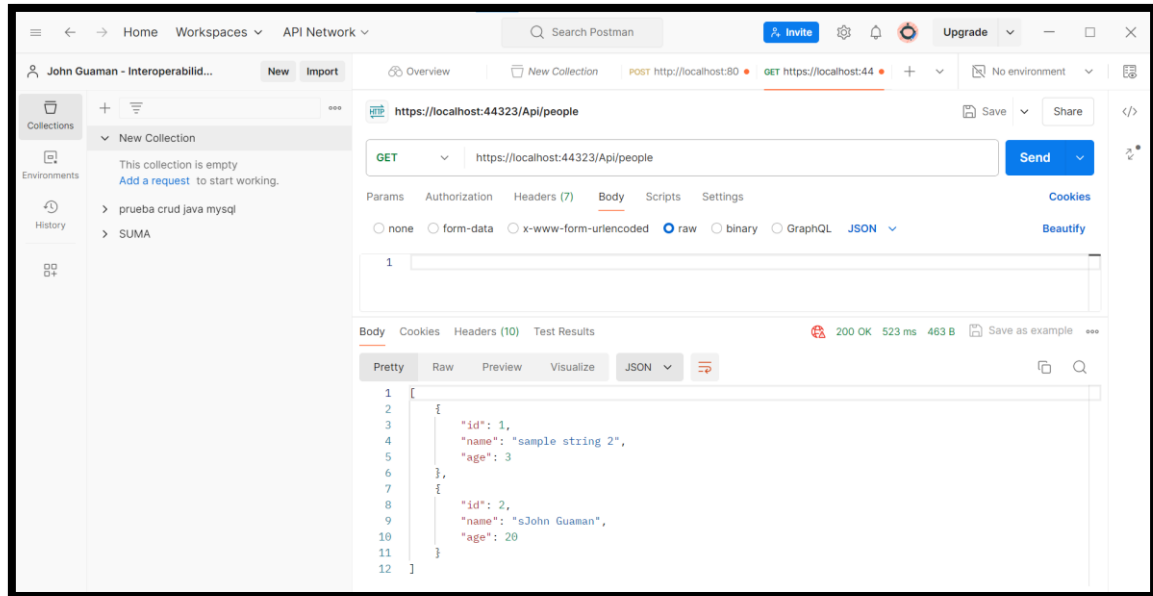 Home Workspaces API Network Search Postman Invite Upgrade
John Guaman - Interoperabilid... New Import Overview New Collection POST http://localhost:80 GET https://localhost:44 No environment
Collections
Environments
History
New Collection
This collection is empty
Add a request to start working.
prueba crud java mysql
SUMA
HTTP https://localhost:44323/Api/people Save Share
GET https://localhost:44323/Api/people Send
Params Authorization Headers (7) Body Scripts Settings Cookies
none form-data x-www-form-urlencoded raw binary GraphQL JSON Beautify
1
Body Cookies Headers (10) Test Results 200 OK 523 ms 463 B Save as example
Pretty Raw Preview Visualize JSON
1 [
2 {
3 "id": 1,
4 "name": "sample string 2",
5 "age": 3
6 },
7 {
8 "id": 2,
9 "name": "sJohn Guaman",
10 "age": 20
11 }
12 ]